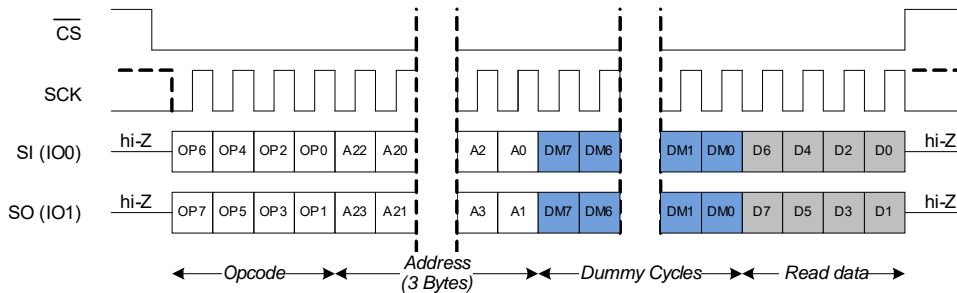 CS
SCK
SI (IO0) hi-Z OP6 OP4 OP2 OP0 A22 A20 A2 A0 DM7 DM6 DM1 DM0 D6 D4 D2 D0 hi-Z
SO (IO1) hi-Z OP7 OP5 OP3 OP1 A23 A21 A3 A1 DM7 DM6 DM1 DM0 D7 D5 D3 D1 hi-Z
Opcode Address (3 Bytes) Dummy Cycles Read data